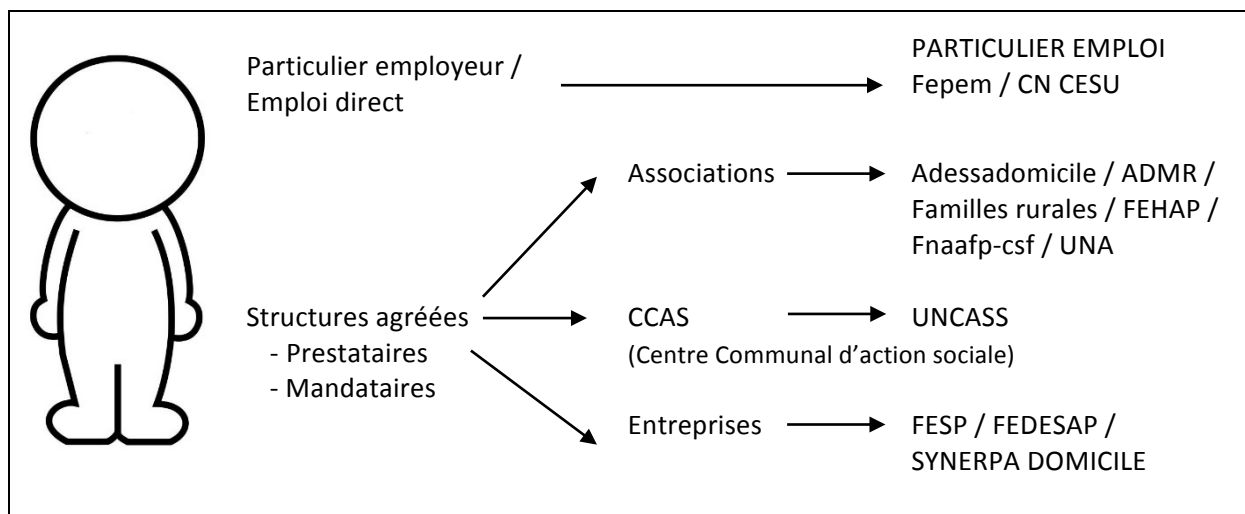 Particulier employeur /
Emploi direct
PARTICULIER EMPLOI
Fepem / CN CESU
Associations
Adessadomicile / ADMR /
Familles rurales / FEHAP /
Fnaafp-csf / UNA
Structures agréées
- Prestataires
- Mandataires
CCAS
(Centre Communal d'action sociale)
UNCASS
Entreprises
FESP / FEDESAP /
SYNERPA DOMICILE